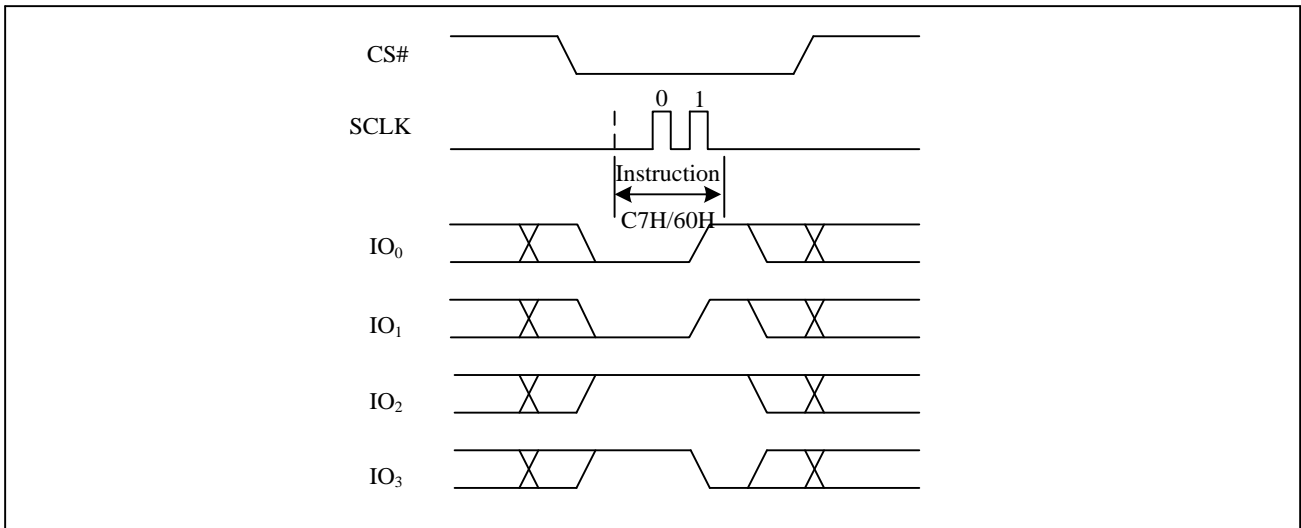 CS#
0 1
SCLK
Instruction
C7H/60H
IO₀
IO₁
IO₂
IO₃